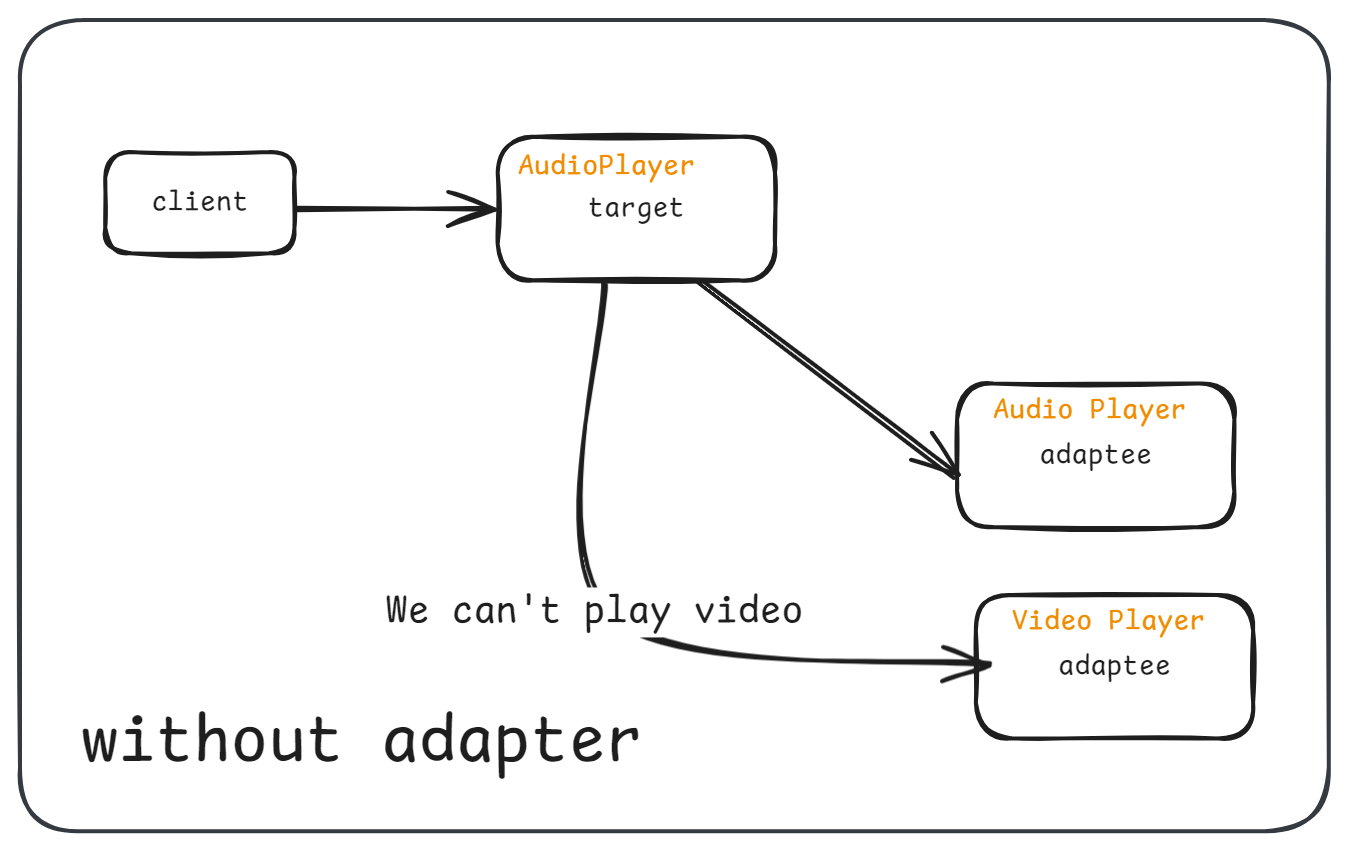 client
AudioPlayer
target
Audio Player
adaptee
We can't play video
Video Player
adaptee
without adapter